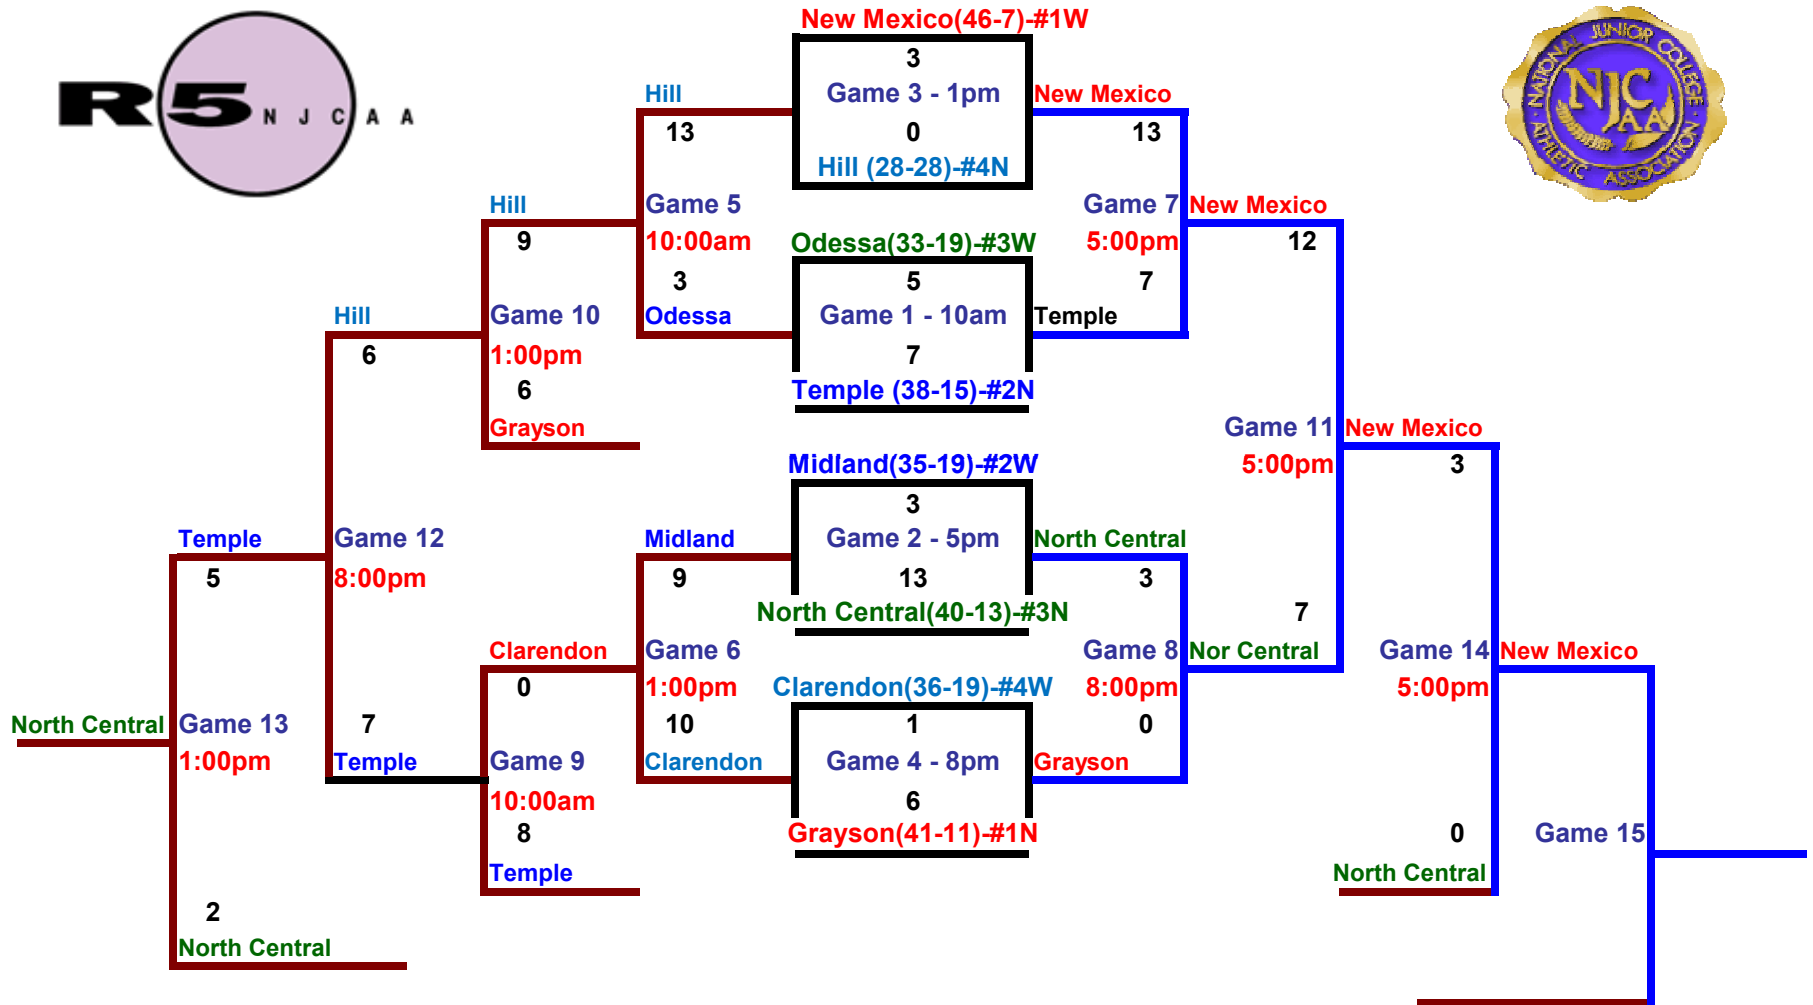 New Mexico(46-7)-#1W
3
Game 3 - 1pm
0
Hill (28-28)-#4N
R5 N J C A A
NATIONAL JUNIOR COLLEGE
NJC
AA
ATHLETIC ASSOCIATION
Hill
13
New Mexico
13
Hill
9
Game 5
10:00am
3
Odessa
Odessa(33-19)-#3W
5
Game 1 - 10am
7
Temple (38-15)-#2N
Game 7
5:00pm
7
Temple
New Mexico
12
Hill
6
Game 10
1:00pm
6
Grayson
Midland(35-19)-#2W
3
Game 2 - 5pm
13
North Central(40-13)-#3N
Game 11
5:00pm
New Mexico
3
Temple
5
Game 12
8:00pm
Midland
9
North Central
3
Clarendon
0
Game 6
1:00pm
10
Clarendon
Clarendon(36-19)-#4W
1
Game 4 - 8pm
6
Grayson(41-11)-#1N
Game 8
8:00pm
0
Grayson
7
Nor Central
Game 14
5:00pm
New Mexico
North Central
Game 13
1:00pm
7
Temple
Game 9
10:00am
8
Temple
0
North Central
Game 15
2
North Central